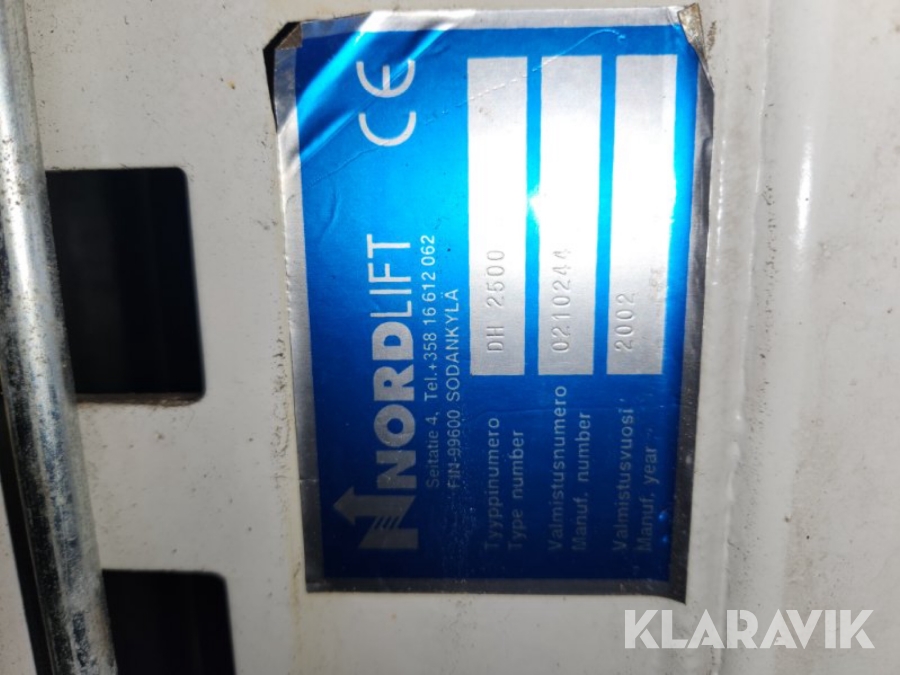 NORDLIFT
CE
Seitatie 4, Tel.+358 16 612 062
FIN-99600 SODANKYLÄ
Tyyppinumero
Type number
DH 2500
Valmistusnumero
Manuf. number
0210244
Valmistusvuosi
Manuf. year
2002
KLARAVIK